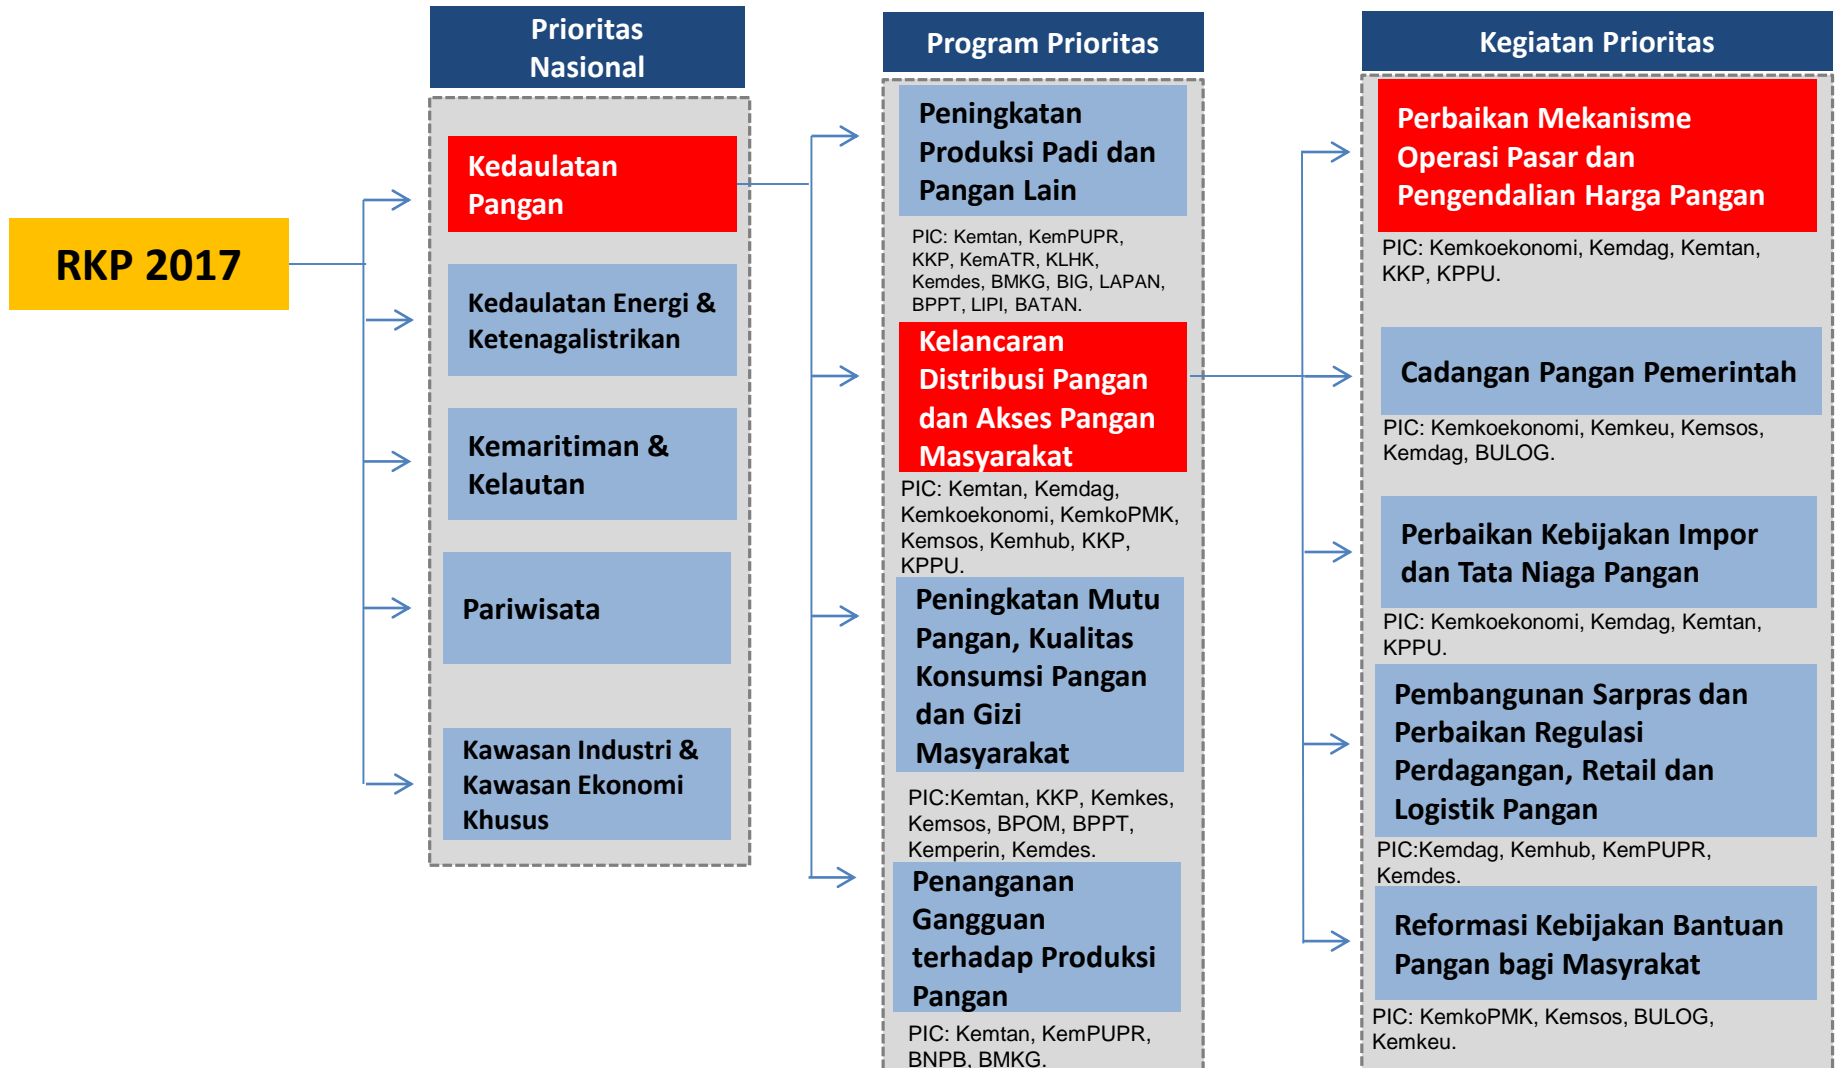 RKP 2017
Prioritas
Nasional
Kedaulatan
Pangan
Kedaulatan Energi &
Ketenagalistrikan
Kemaritiman &
Kelautan
Pariwisata
Kawasan Industri &
Kawasan Ekonomi
Khusus
Program Prioritas
Peningkatan
Produksi Padi dan
Pangan Lain
PIC: Kemtan, KemPUPR,
KKP, KemATR, KLHK,
Kemdes, BMKG, BIG, LAPAN,
BPPT, LIPI, BATAN.
Kelancaran
Distribusi Pangan
dan Akses Pangan
Masyarakat
PIC: Kemtan, Kemdag,
Kemkoekonomi, KemkoPMK,
Kemsos, Kemhub, KKP,
KPPU.
Peningkatan Mutu
Pangan, Kualitas
Konsumsi Pangan
dan Gizi
Masyarakat
PIC:Kemtan, KKP, Kemkes,
Kemsos, BPOM, BPPT,
Kemperin, Kemdes.
Penanganan
Gangguan
terhadap Produksi
Pangan
PIC: Kemtan, KemPUPR,
BNPB, BMKG.
Kegiatan Prioritas
Perbaikan Mekanisme
Operasi Pasar dan
Pengendalian Harga Pangan
PIC: Kemkoekonomi, Kemdag, Kemtan,
KKP, KPPU.
Cadangan Pangan Pemerintah
PIC: Kemkoekonomi, Kemkeu, Kemsos,
Kemdag, BULOG.
Perbaikan Kebijakan Impor
dan Tata Niaga Pangan
PIC: Kemkoekonomi, Kemdag, Kemtan,
KPPU.
Pembangunan Sarpras dan
Perbaikan Regulasi
Perdagangan, Retail dan
Logistik Pangan
PIC:Kemdag, Kemhub, KemPUPR,
Kemdes.
Reformasi Kebijakan Bantuan
Pangan bagi Masyrakat
PIC: KemkoPMK, Kemsos, BULOG,
Kemkeu.